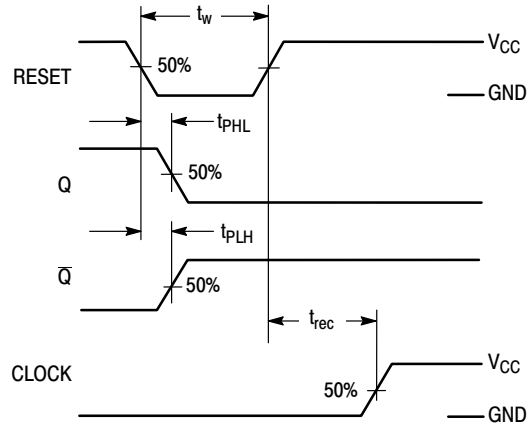 t_w
V_CC
50%
RESET
GND
t_PHL
50%
Q
t_PLH
Q̅
50%
t_rec
V_CC
CLOCK
50%
GND